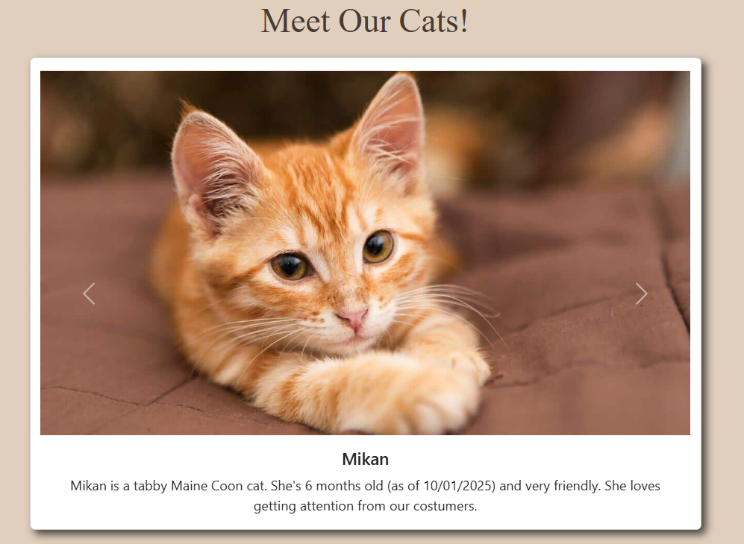 Meet Our Cats!
Mikan
Mikan is a tabby Maine Coon cat. She's 6 months old (as of 10/01/2025) and very friendly. She loves
getting attention from our costumers.